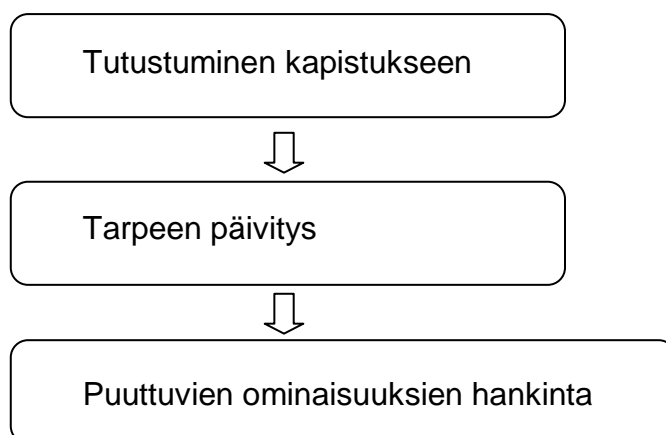 Tutustuminen kapistukseen
Tarpeen päivitys
Puuttuvien ominaisuuksien hankinta